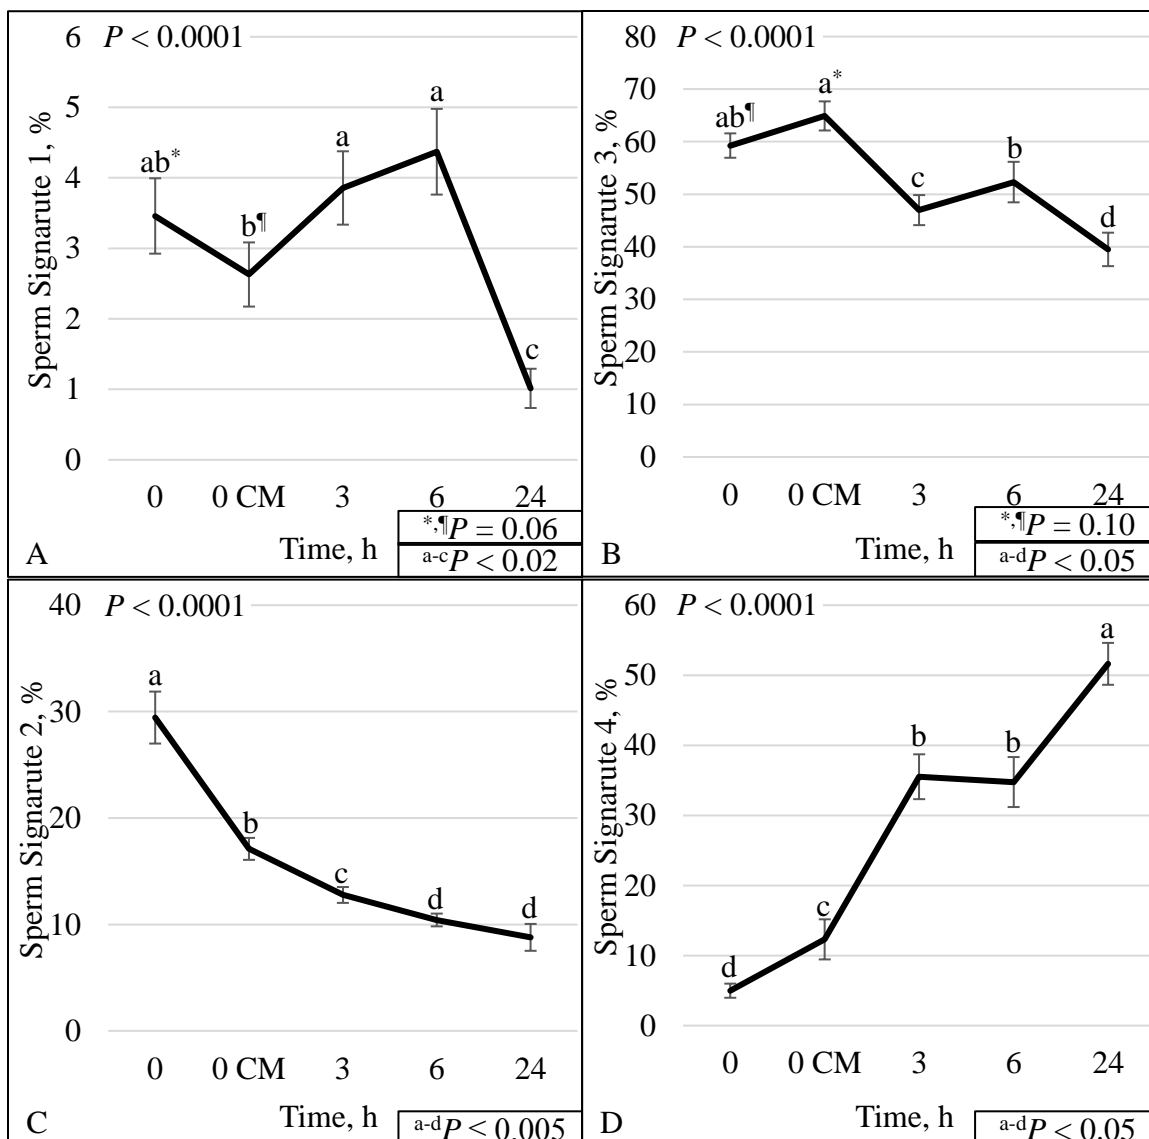 6 P < 0.0001
5
4
3
2
1
0
Sperm Signarute 1, %
ab*
b¶
a
a
c
0 0 CM 3 6 24
Time, h
*,¶P = 0.06
a-cP < 0.02
A
80 P < 0.0001
70
60
50
40
30
20
10
0
Sperm Signarute 3, %
ab¶
a*
c
b
d
0 0 CM 3 6 24
Time, h
*,¶P = 0.10
a-dP < 0.05
B
40 P < 0.0001
30
20
10
0
Sperm Signarute 2, %
a
b
c
d
d
0 0 CM 3 6 24
Time, h
a-dP < 0.005
C
60 P < 0.0001
50
40
30
20
10
0
Sperm Signarute 4, %
d
c
b
b
a
0 0 CM 3 6 24
Time, h
a-dP < 0.05
D